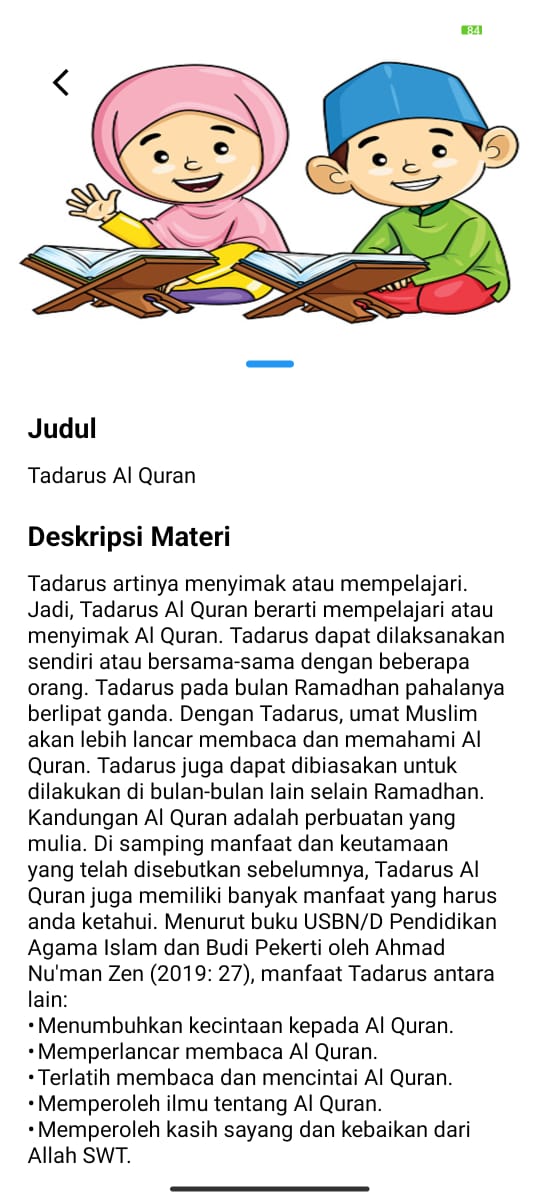 84
Judul
Tadarus Al Quran
Deskripsi Materi
Tadarus artinya menyimak atau mempelajari.
Jadi, Tadarus Al Quran berarti mempelajari atau
menyimak Al Quran. Tadarus dapat dilaksanakan
sendiri atau bersama-sama dengan beberapa
orang. Tadarus pada bulan Ramadhan pahalanya
berlipat ganda. Dengan Tadarus, umat Muslim
akan lebih lancar membaca dan memahami Al
Quran. Tadarus juga dapat dibiasakan untuk
dilakukan di bulan-bulan lain selain Ramadhan.
Kandungan Al Quran adalah perbuatan yang
mulia. Di samping manfaat dan keutamaan
yang telah disebutkan sebelumnya, Tadarus Al
Quran juga memiliki banyak manfaat yang harus
anda ketahui. Menurut buku USBN/D Pendidikan
Agama Islam dan Budi Pekerti oleh Ahmad
Nu'man Zen (2019: 27), manfaat Tadarus antara
lain:
•Menumbuhkan kecintaan kepada Al Quran.
•Memperlancar membaca Al Quran.
•Terlatih membaca dan mencintai Al Quran.
•Memperoleh ilmu tentang Al Quran.
•Memperoleh kasih sayang dan kebaikan dari
Allah SWT.